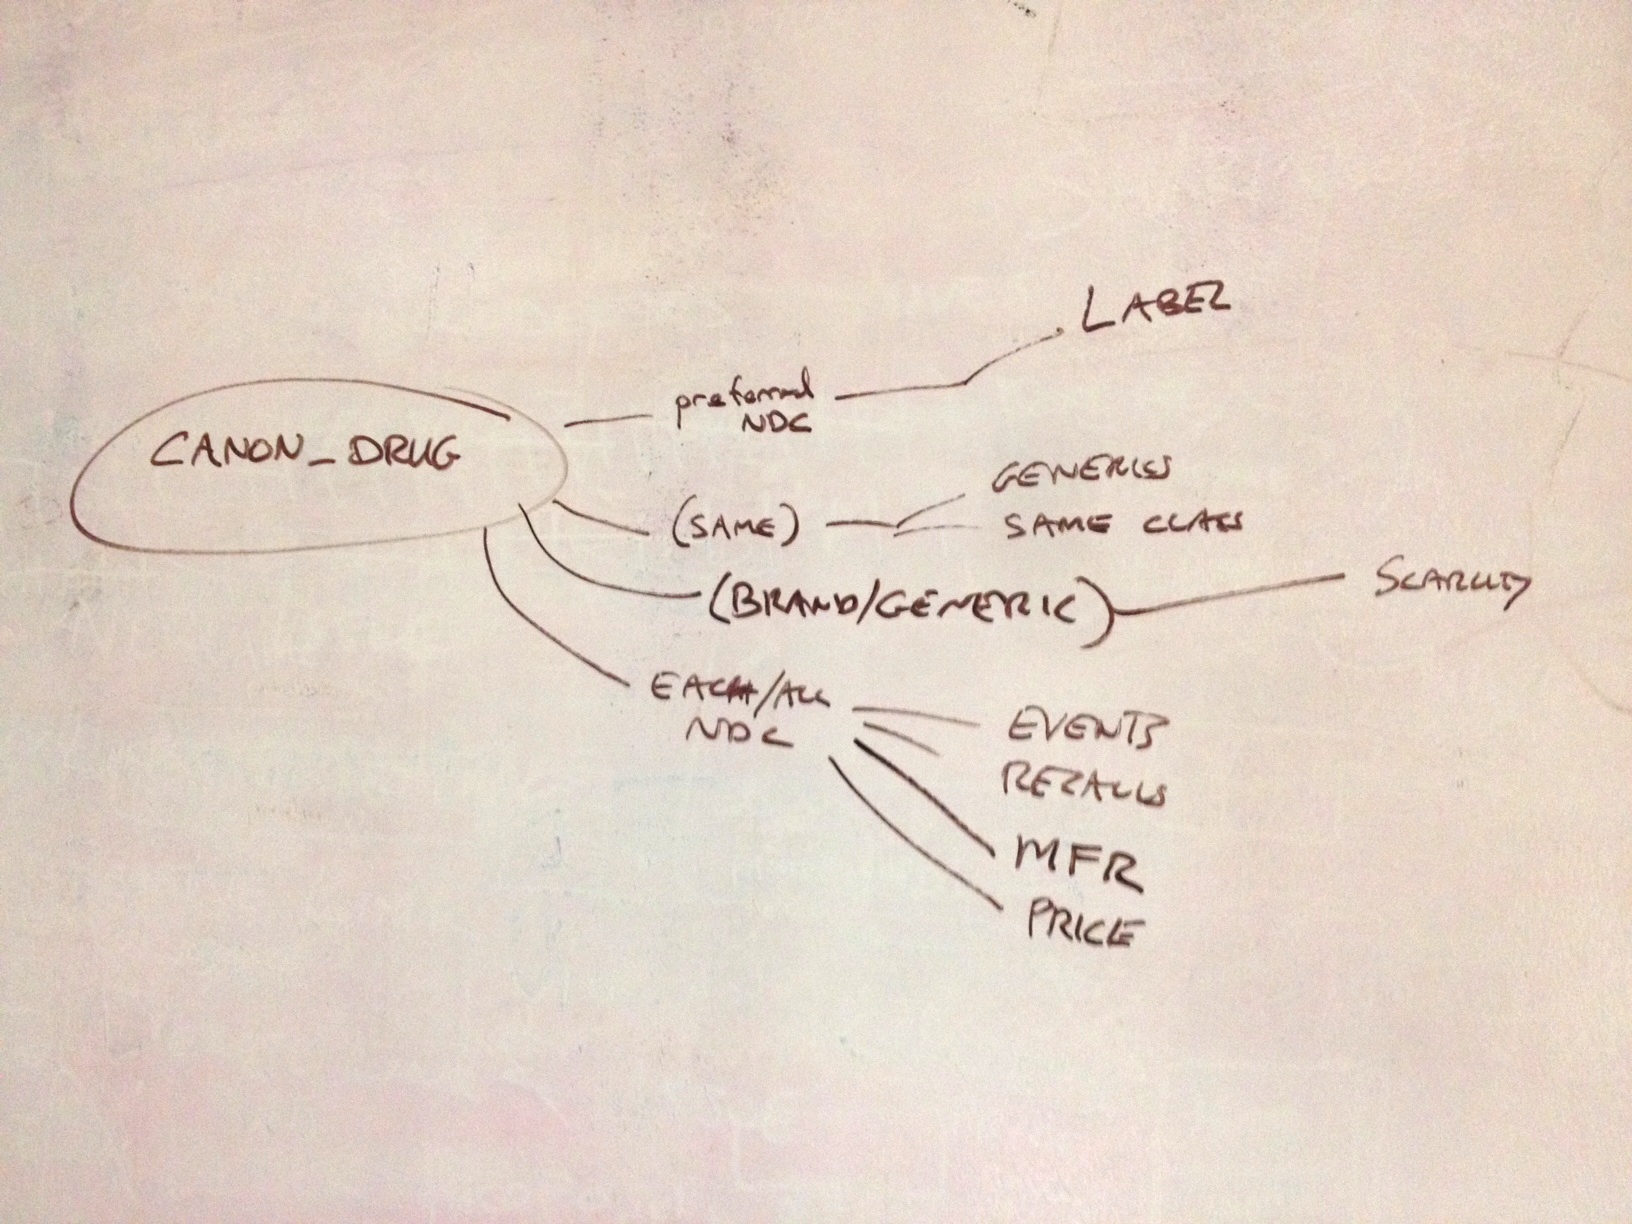 LABEL
preferred
NDC
CANON_DRUG
GENERICS
(SAME)
SAME CLASS
(BRAND/GENERIC)
SCARCITY
EACH/ALL
NDC
EVENTS
RECALLS
MFR
PRICE